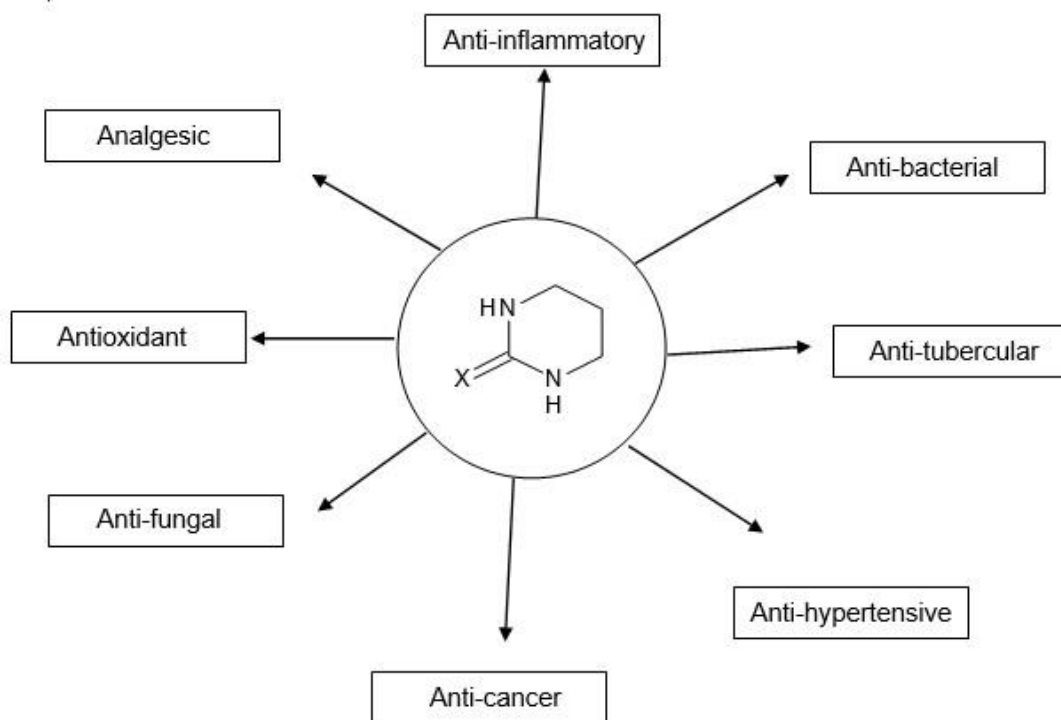 Anti-inflammatory
Analgesic
Anti-bacterial
HN
X
N
H
Antioxidant
Anti-tubercular
Anti-fungal
Anti-hypertensive
Anti-cancer